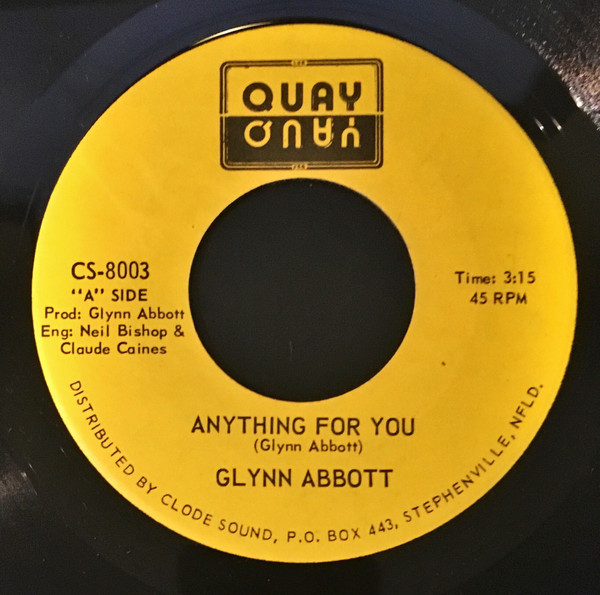 QUAY
QUAY
CS-8003
"A" SIDE
Prod: Glynn Abbott
Eng: Neil Bishop &
Claude Caines
Time: 3:15
45 RPM
ANYTHING FOR YOU
(Glynn Abbott)
GLYNN ABBOTT
DISTRIBUTED BY CLODE SOUND, P.O. BOX 443, STEPHENVILLE, NFLD.